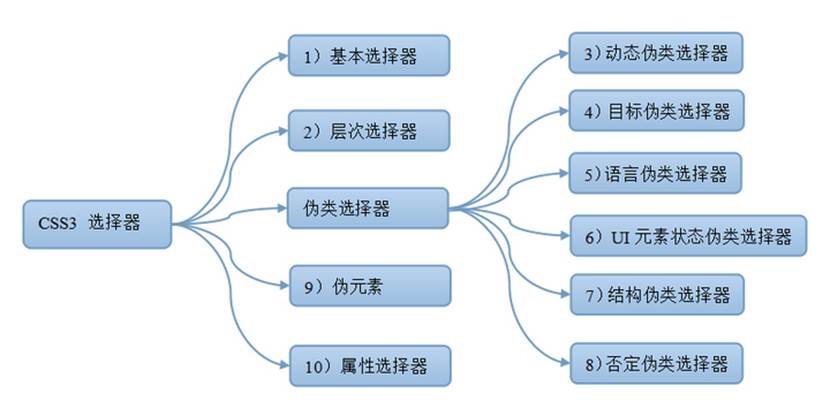 CSS3 选择器
1）基本选择器
2）层次选择器
伪类选择器
3）动态伪类选择器
4）目标伪类选择器
5）语言伪类选择器
6）UI 元素状态伪类选择器
7）结构伪类选择器
8）否定伪类选择器
9）伪元素
10）属性选择器